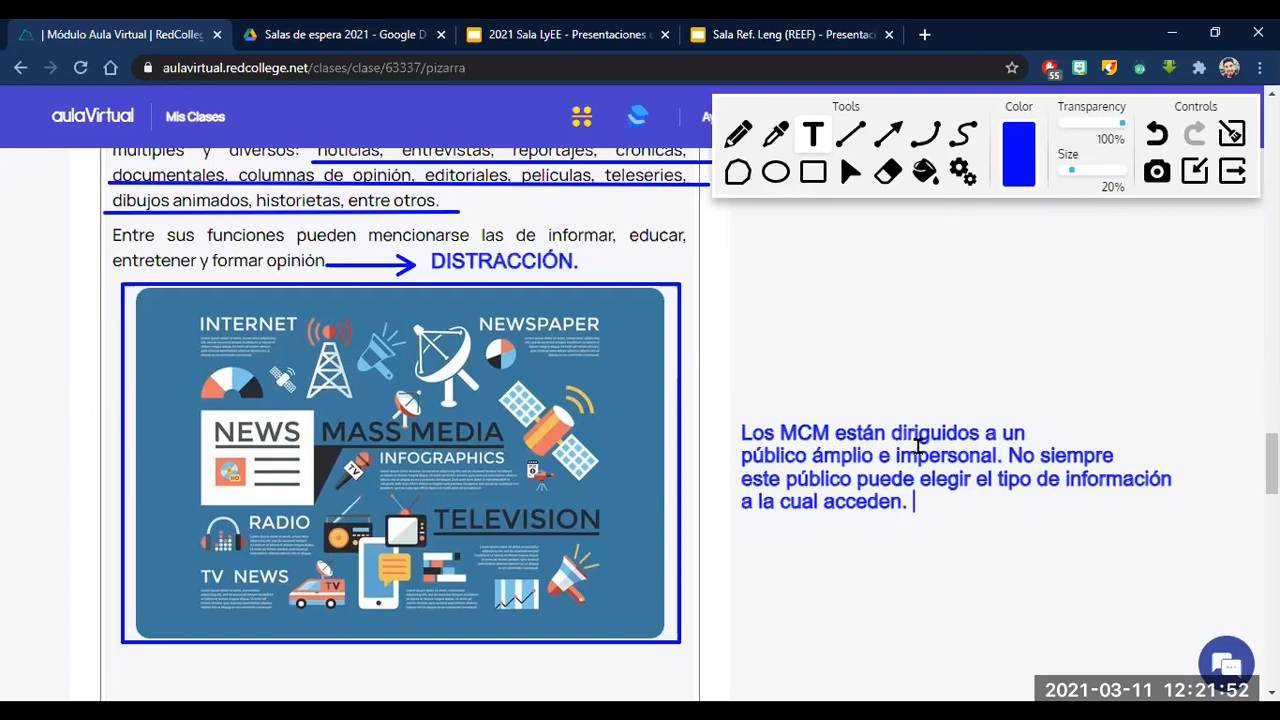 | Módulo Aula Virtual | RedColleg
Salas de espera 2021 - Google D
2021 Sala LyEE - Presentaciones
Sala Ref. Leng (REEF) - Presentac
aulavirtual.redcollege.net/clases/clase/63337/pizarra
55
aulaVirtual
Mis Clases
Tools
Color
Transparency
Controls
100%
Size
20%
T
múltiples y diversos: noticias, entrevistas, reportajes, crónicas,
documentales, columnas de opinión, editoriales, películas, teleseries,
dibujos animados, historietas, entre otros.
Entre sus funciones pueden mencionarse las de informar, educar,
entretener y formar opinión
DISTRACCIÓN.
INTERNET
NEWSPAPER
NEWS
MASS MEDIA
INFOGRAPHICS
HD
TV
RADIO
TELEVISION
TV NEWS
TV
Los MCM están diriguidos a un
público ámplio e impersonal. No siempre
este público puede elegir el tipo de información
a la cual acceden.
2021-03-11 12:21:52